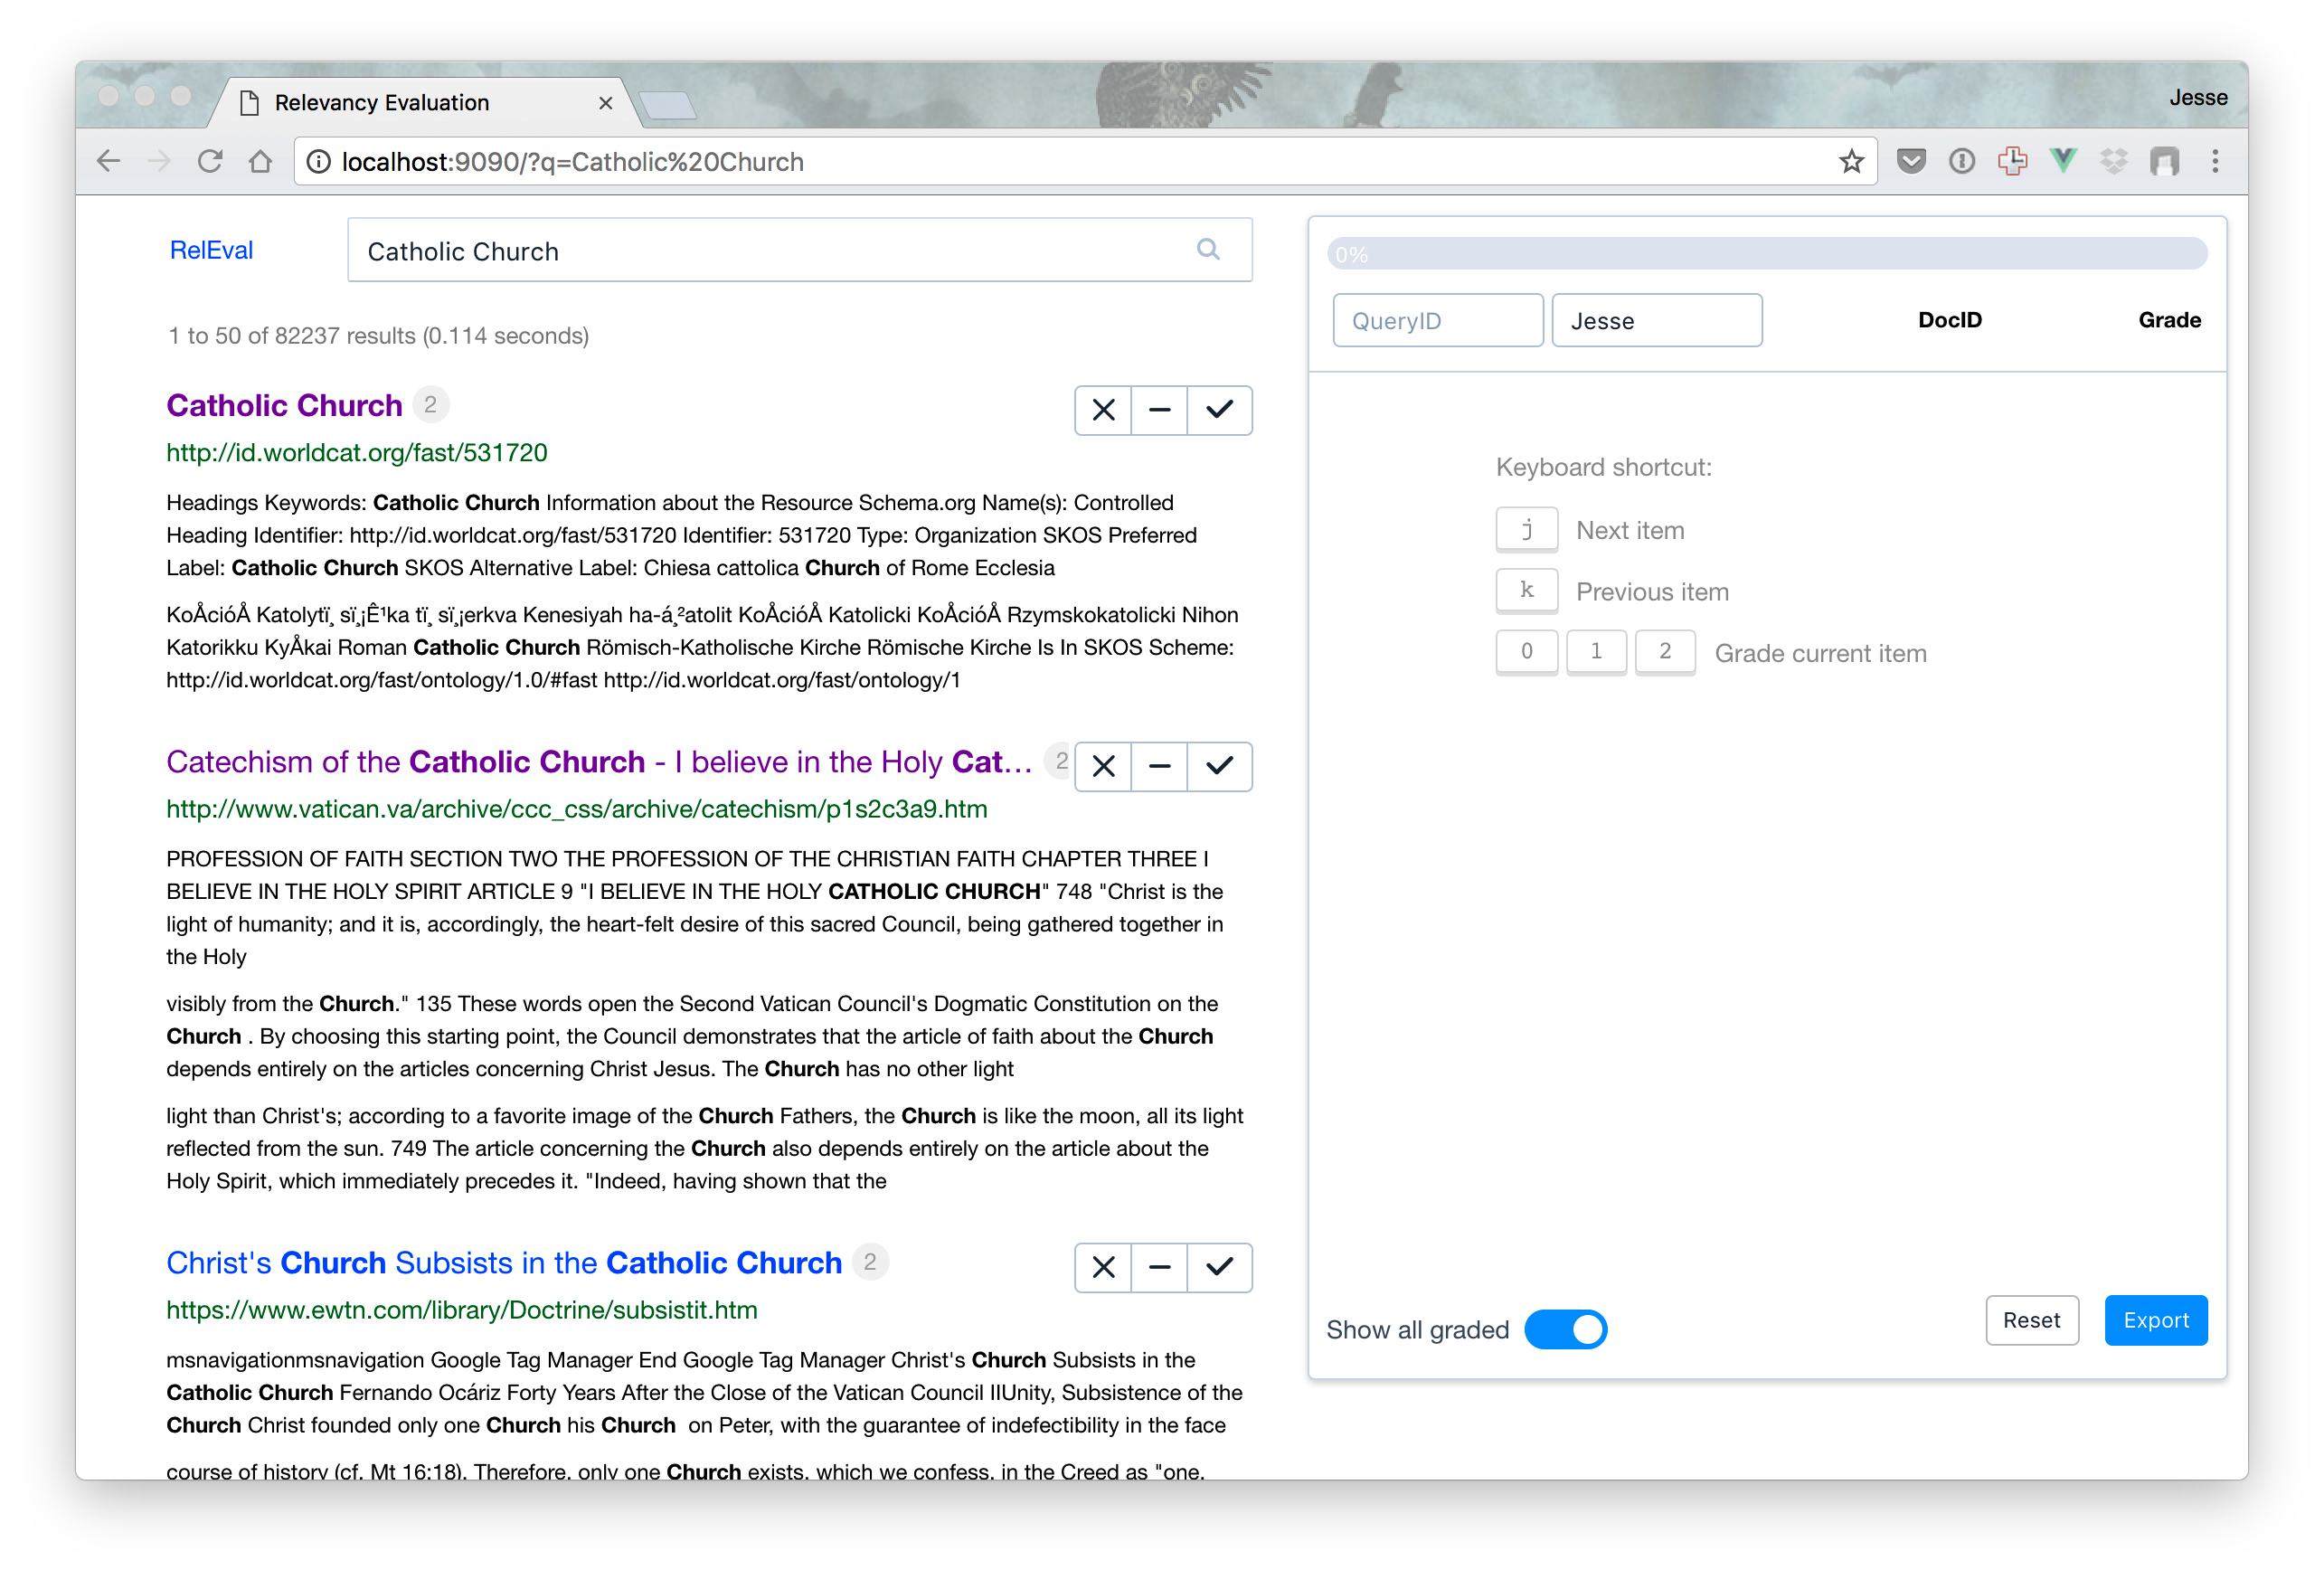 Relevancy Evaluation
Jesse
localhost:9090/?q=Catholic%20Church
RelEval
Catholic Church
1 to 50 of 82237 results (0.114 seconds)
Catholic Church 2
http://id.worldcat.org/fast/531720
Headings Keywords: Catholic Church Information about the Resource Schema.org Name(s): Controlled
Heading Identifier: http://id.worldcat.org/fast/531720 Identifier: 531720 Type: Organization SKOS Preferred
Label: Catholic Church SKOS Alternative Label: Chiesa cattolica Church of Rome Ecclesia
KoÅcióÅ Katolytï¸ sï¸¡Ê¹ka tï¸ sï¸¡erkva Kenesiyah ha-á¸²atolit KoÅcióÅ Katolicki KoÅcióÅ Rzymskokatolicki Nihon
Katorikku KyÅkai Roman Catholic Church Römisch-Katholische Kirche Römische Kirche Is In SKOS Scheme:
http://id.worldcat.org/fast/ontology/1.0/#fast http://id.worldcat.org/fast/ontology/1
Catechism of the Catholic Church - I believe in the Holy Cat... 2
http://www.vatican.va/archive/ccc_css/archive/catechism/p1s2c3a9.htm
PROFESSION OF FAITH SECTION TWO THE PROFESSION OF THE CHRISTIAN FAITH CHAPTER THREE I
BELIEVE IN THE HOLY SPIRIT ARTICLE 9 "I BELIEVE IN THE HOLY CATHOLIC CHURCH" 748 "Christ is the
light of humanity; and it is, accordingly, the heart-felt desire of this sacred Council, being gathered together in
the Holy
visibly from the Church." 135 These words open the Second Vatican Council's Dogmatic Constitution on the
Church . By choosing this starting point, the Council demonstrates that the article of faith about the Church
depends entirely on the articles concerning Christ Jesus. The Church has no other light
light than Christ's; according to a favorite image of the Church Fathers, the Church is like the moon, all its light
reflected from the sun. 749 The article concerning the Church also depends entirely on the article about the
Holy Spirit, which immediately precedes it. "Indeed, having shown that the
Christ's Church Subsists in the Catholic Church 2
https://www.ewtn.com/library/Doctrine/subsistit.htm
msnavigationmsnavigation Google Tag Manager End Google Tag Manager Christ's Church Subsists in the
Catholic Church Fernando Ocáriz Forty Years After the Close of the Vatican Council IIUnity, Subsistence of the
Church Christ founded only one Church his Church on Peter, with the guarantee of indefectibility in the face
course of history (cf. Mt 16:18). Therefore, only one Church exists, which we confess, in the Creed as "one,
0%
QueryID Jesse DocID Grade
Keyboard shortcut:
j Next item
k Previous item
0 1 2 Grade current item
Show all graded
Reset Export